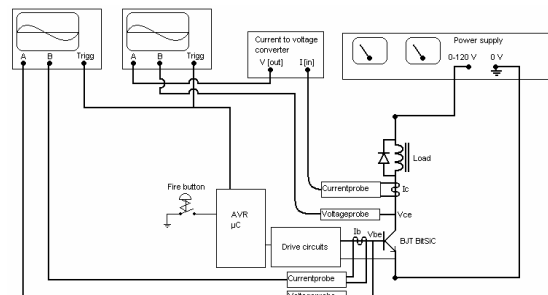 A B Trigg
A B Trigg
Current to voltage
converter
V [out] I [in]
Power supply
0-120 V 0 V
Load
Currentprobe
Ic
Voltageprobe
Vce
Fire button
AVR
µC
Drive circuits
Ib
Vbe
BJT BitSiC
Currentprobe
Voltageprobe